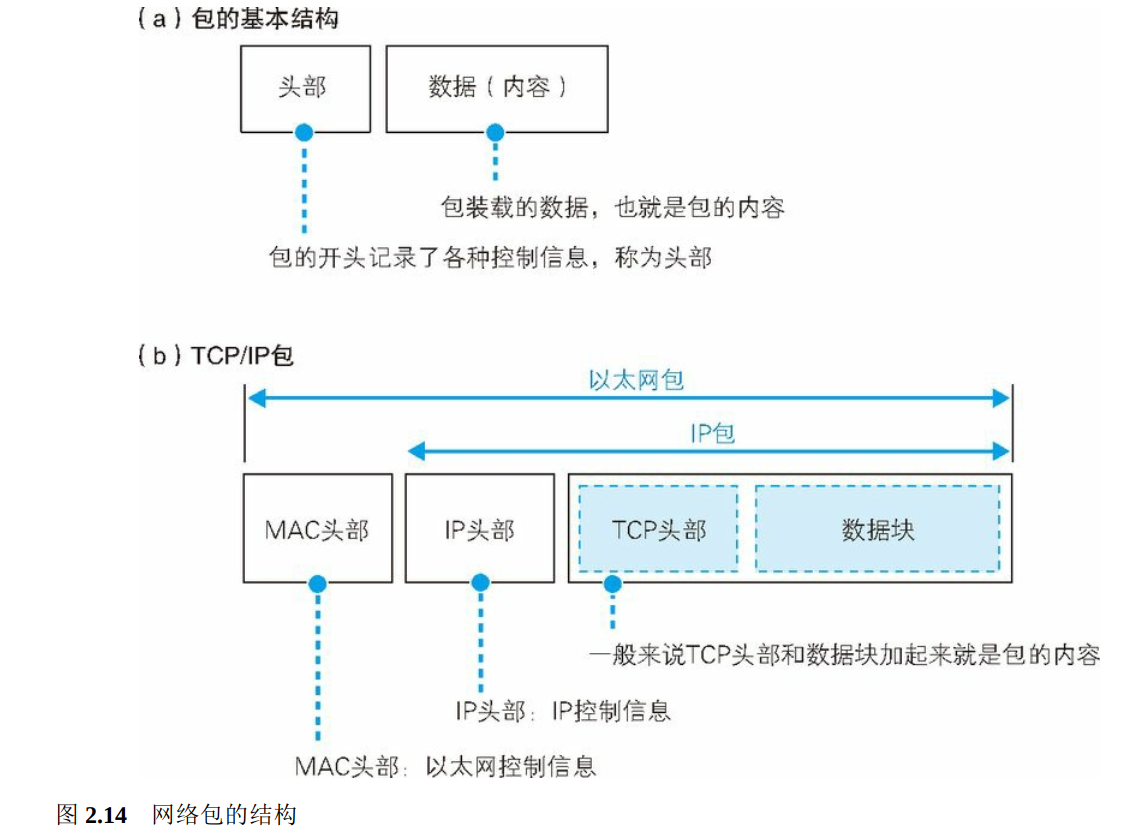 （a）包的基本结构
头部
数据（内容）
包装载的数据，也就是包的内容
包的开头记录了各种控制信息，称为头部
（b）TCP/IP包
以太网包
IP包
MAC头部
IP头部
TCP头部
数据块
一般来说TCP头部和数据块加起来就是包的内容
IP头部：IP控制信息
MAC头部：以太网控制信息
图 2.14 网络包的结构